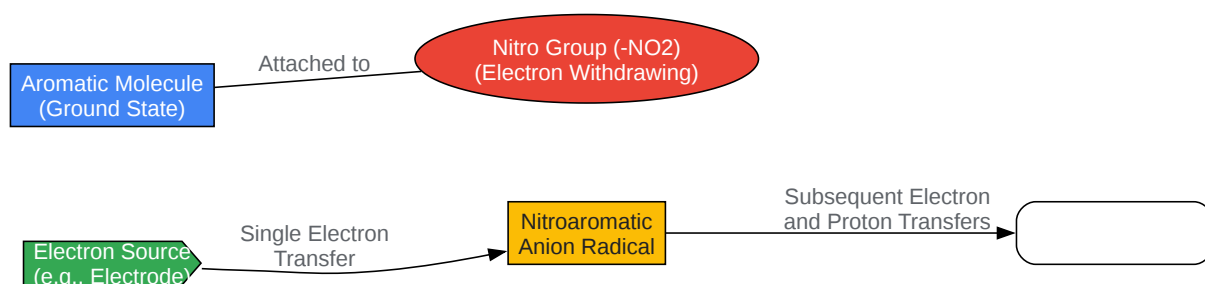 Nitro Group (-NO2)
(Electron Withdrawing)
Attached to
Aromatic Molecule
(Ground State)
Subsequent Electron
and Proton Transfers
Nitroaromatic
Anion Radical
Single Electron
Transfer
Electron Source
(e.g., Electrode)